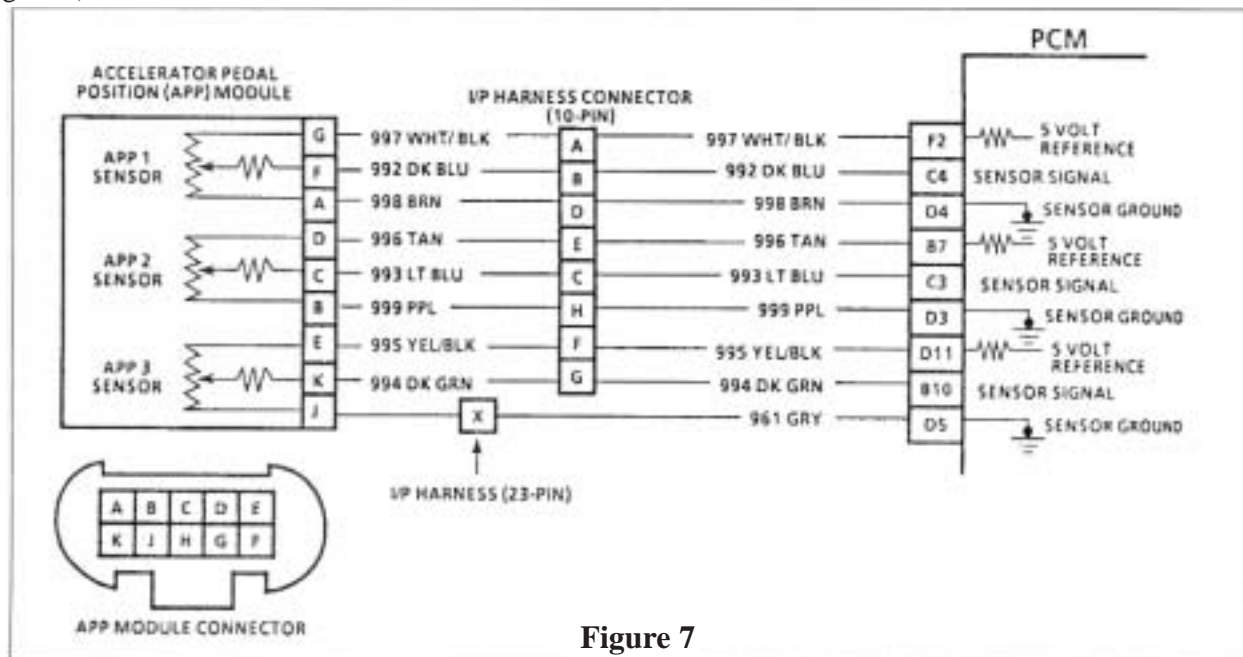 PCM
ACCELERATOR PEDAL
POSITION (APP) MODULE
I/P HARNESS CONNECTOR
(10-PIN)
APP 1
SENSOR
G
997 WHT/BLK
A
997 WHT/BLK
F2
5 VOLT
REFERENCE
F
992 DK BLU
B
992 DK BLU
C4
SENSOR SIGNAL
A
998 BRN
D
998 BRN
D4
SENSOR GROUND
APP 2
SENSOR
D
996 TAN
E
996 TAN
B7
5 VOLT
REFERENCE
C
993 LT BLU
C
993 LT BLU
C3
SENSOR SIGNAL
B
999 PPL
H
999 PPL
D3
SENSOR GROUND
APP 3
SENSOR
E
995 YEL/BLK
F
995 YEL/BLK
D11
5 VOLT
REFERENCE
K
994 DK GRN
G
994 DK GRN
B10
SENSOR SIGNAL
J
X
961 GRY
D5
SENSOR GROUND
I/P HARNESS (23-PIN)
A B C D E
K J H G F
APP MODULE CONNECTOR
Figure 7